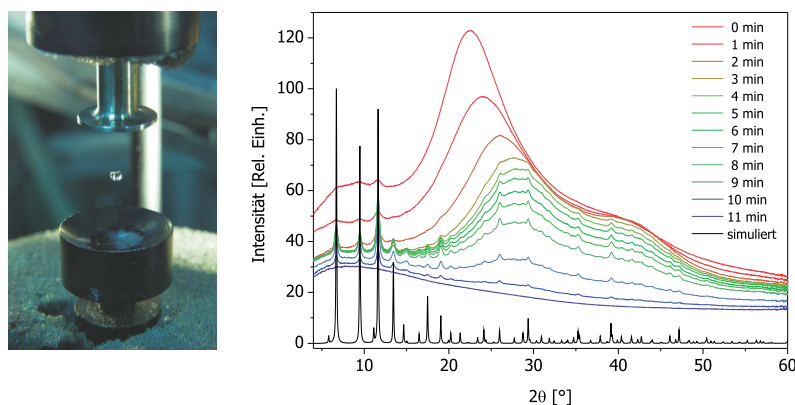 Intensität [Rel. Einh.]
120
100
80
60
40
20
0
10
20
30
40
50
60
2θ [°]
0 min
1 min
2 min
3 min
4 min
5 min
6 min
7 min
8 min
9 min
10 min
11 min
simuliert